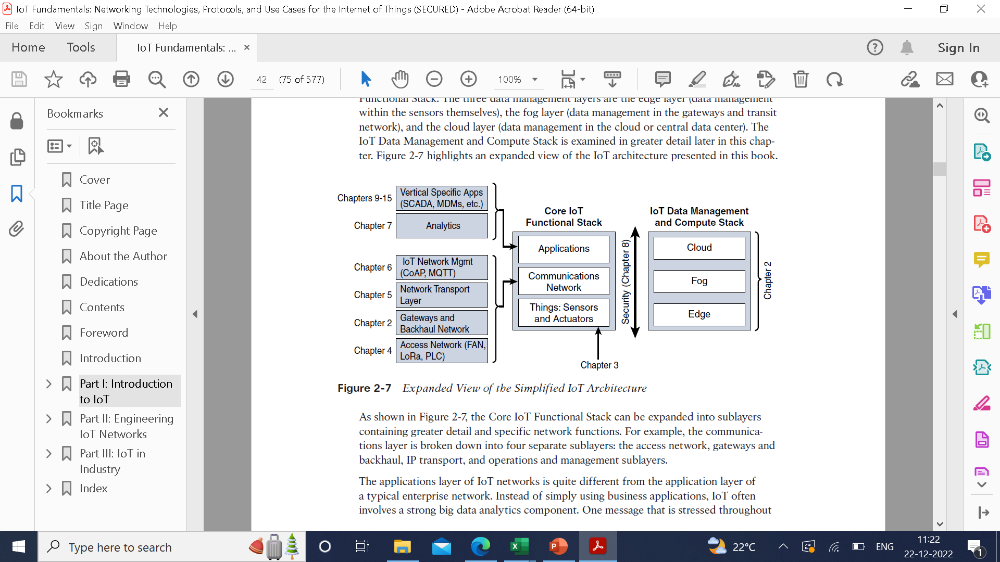 IoT Fundamentals: Networking Technologies, Protocols, and Use Cases for the Internet of Things (SECURED) - Adobe Acrobat Reader (64-bit)
File Edit View Sign Window Help
Home Tools IoT Fundamentals: ... Sign In
42 (75 of 577) 100%
Bookmarks
Cover
Title Page
Copyright Page
About the Author
Dedications
Contents
Foreword
Introduction
Part I: Introduction
to IoT
Part II: Engineering
IoT Networks
Part III: IoT in
Industry
Index
Functional Stack. The three data management layers are the edge layer (data management
within the sensors themselves), the fog layer (data management in the gateways and transit
network), and the cloud layer (data management in the cloud or central data center). The
IoT Data Management and Compute Stack is examined in greater detail later in this chap-
ter. Figure 2-7 highlights an expanded view of the IoT architecture presented in this book.
Chapters 9-15
Vertical Specific Apps
(SCADA, MDMs, etc.)
Chapter 7
Analytics
Chapter 6
IoT Network Mgmt
(CoAP, MQTT)
Chapter 5
Network Transport
Layer
Chapter 2
Gateways and
Backhaul Network
Chapter 4
Access Network (FAN,
LoRa, PLC)
Core IoT
Functional Stack
Applications
Communications
Network
Things: Sensors
and Actuators
Chapter 3
Security (Chapter 8)
IoT Data Management
and Compute Stack
Cloud
Fog
Edge
Chapter 2
Figure 2-7 Expanded View of the Simplified IoT Architecture
As shown in Figure 2-7, the Core IoT Functional Stack can be expanded into sublayers
containing greater detail and specific network functions. For example, the communica-
tions layer is broken down into four separate sublayers: the access network, gateways and
backhaul, IP transport, and operations and management sublayers.
The applications layer of IoT networks is quite different from the application layer of
a typical enterprise network. Instead of simply using business applications, IoT often
involves a strong big data analytics component. One message that is stressed throughout
Type here to search
22°C
ENG
11:22
22-12-2022
1